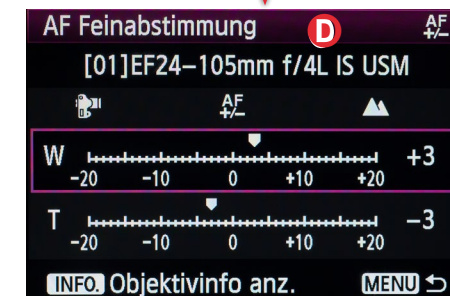 AF Feinabstimmung D AF +/-
[01]EF24–105mm f/4L IS USM
AF +/-
W +3
-20 -10 0 +10 +20
T −3
-20 -10 0 +10 +20
INFO. Objektivinfo anz. MENU